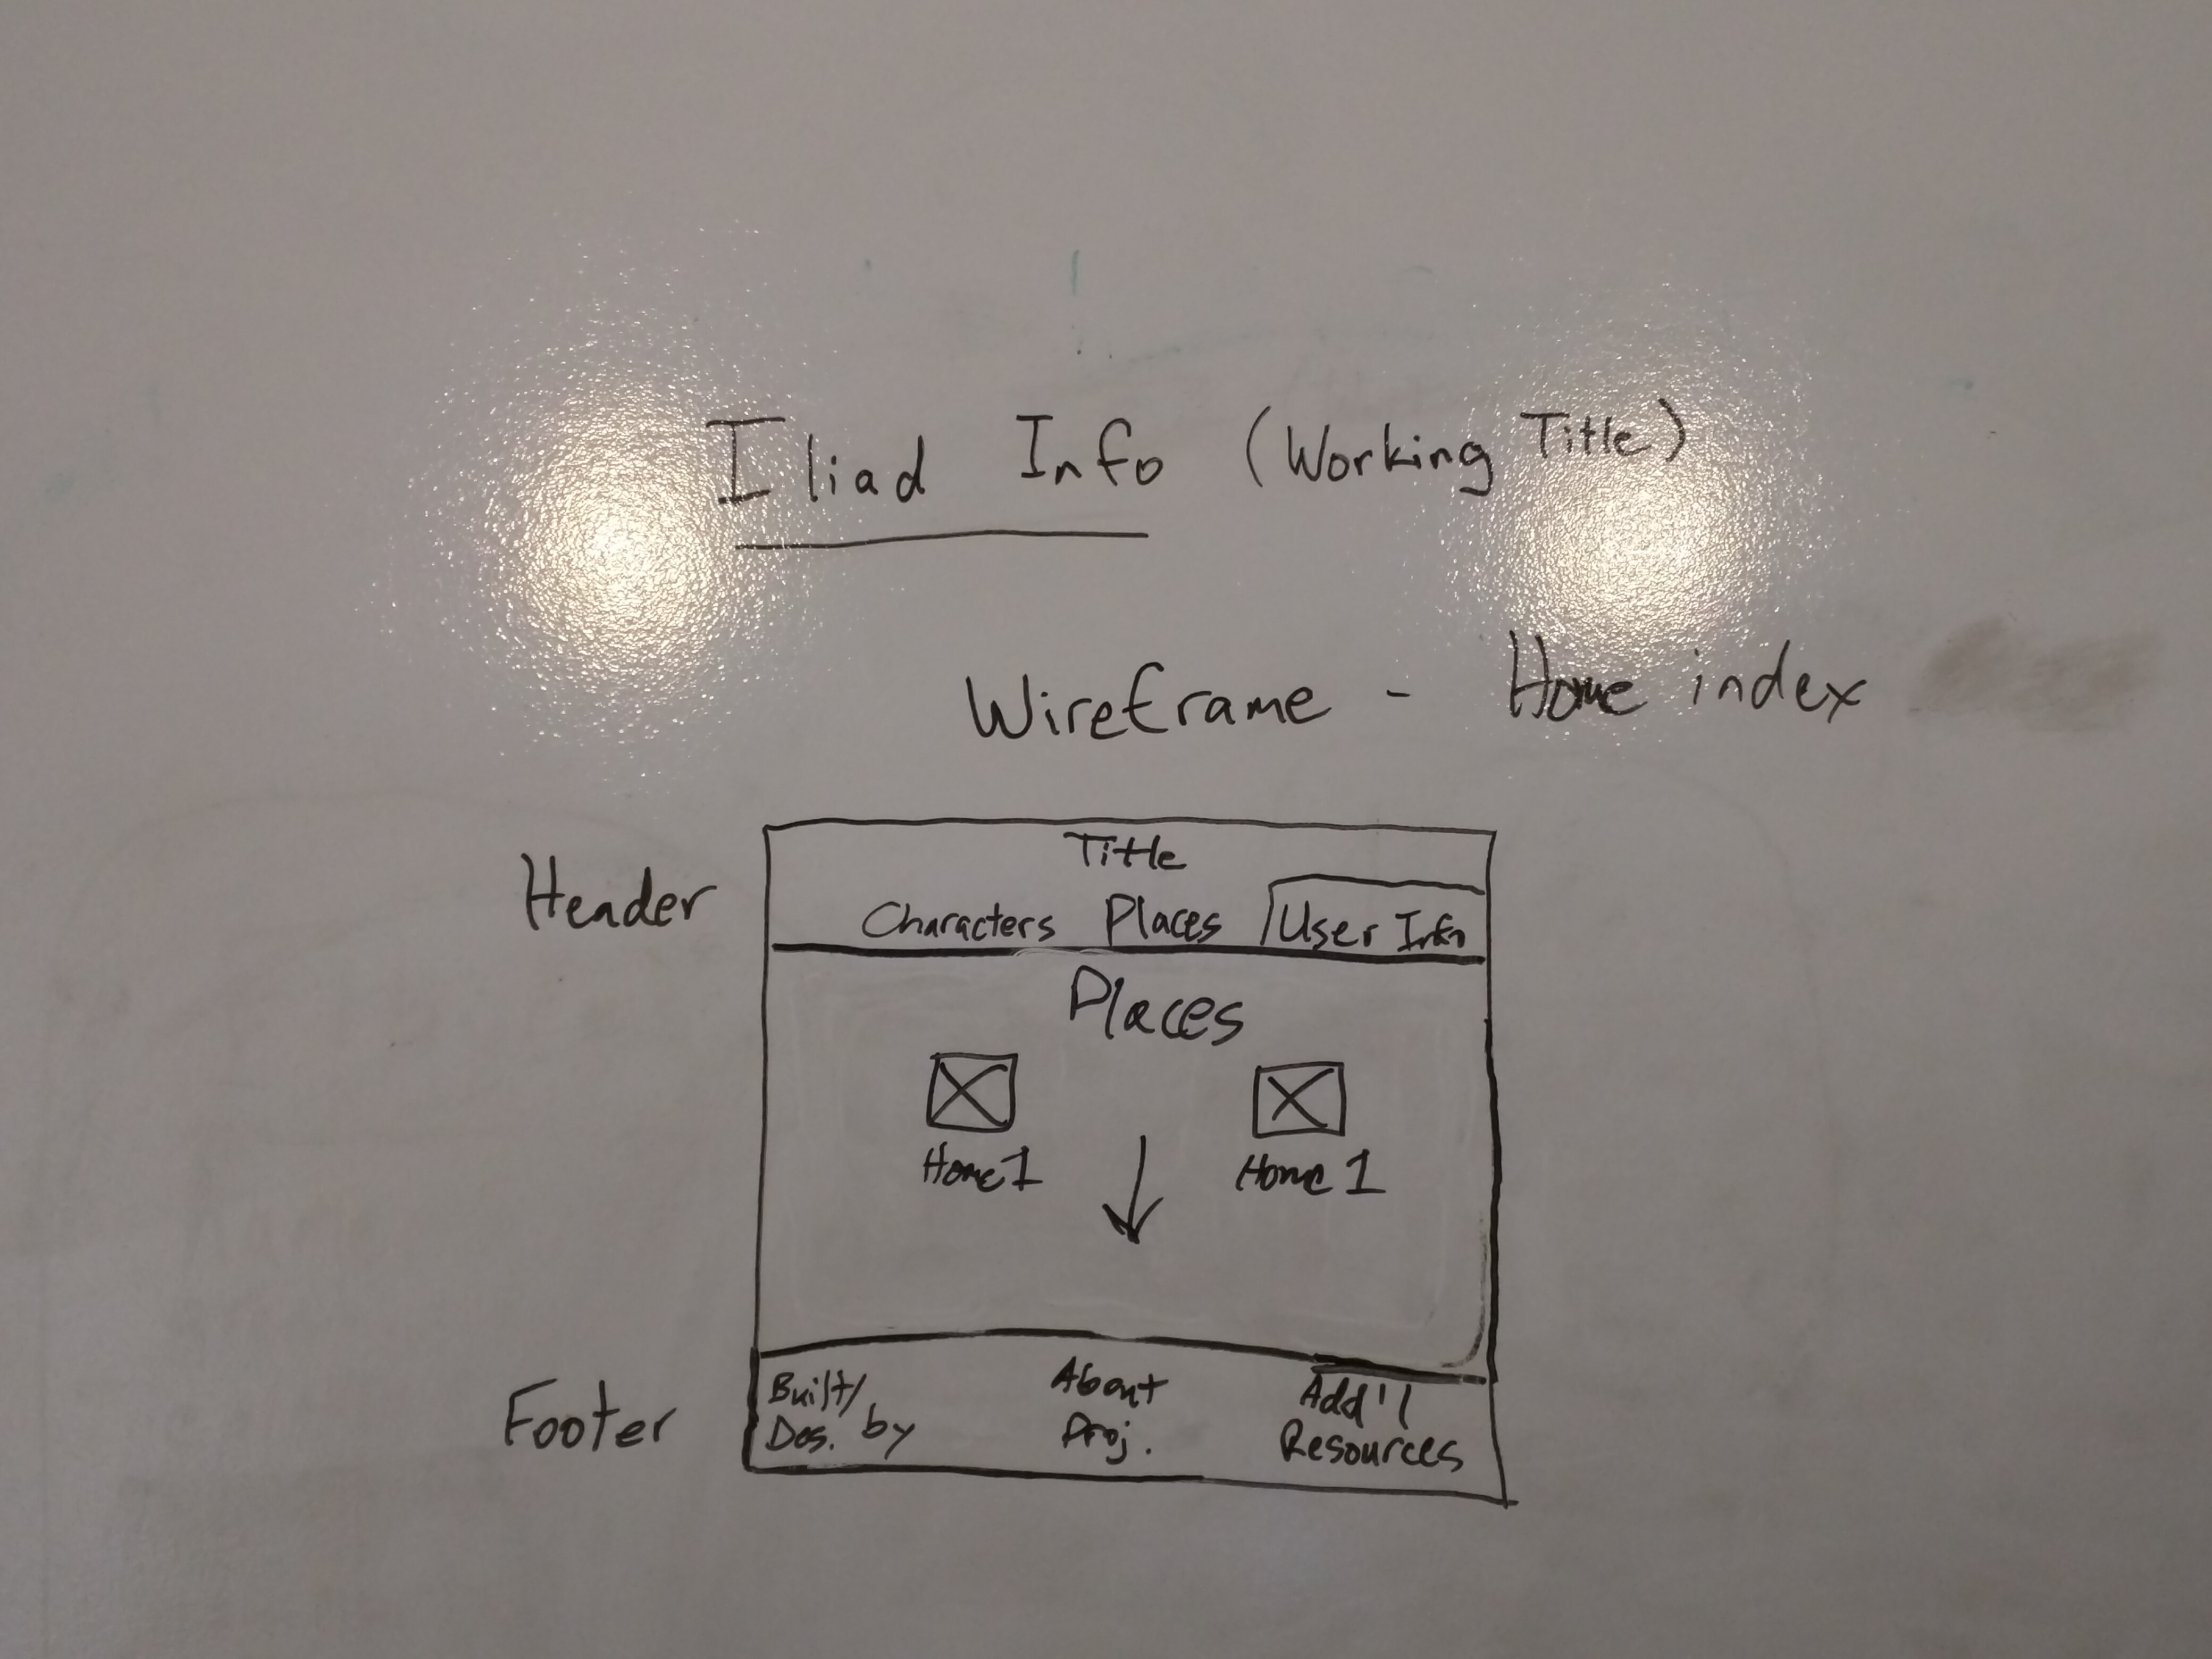 Iliad Info (Working Title)
Wireframe - Home index
Header
Title
Characters Places User Info
Places
Home 1 Home 1
Footer
Built/ Des. by
About Proj.
Add'l Resources